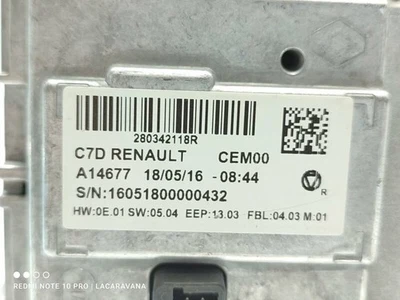 280342118R
C7D RENAULT CEM00
A14677 18/05/16 -08:44
S/N:16051800000432
R
HW:0E.01 SW:05.04 EEP:13.03 FBL:04.03 M:01
REDMI NOTE 10 PRO | LACARAVANA